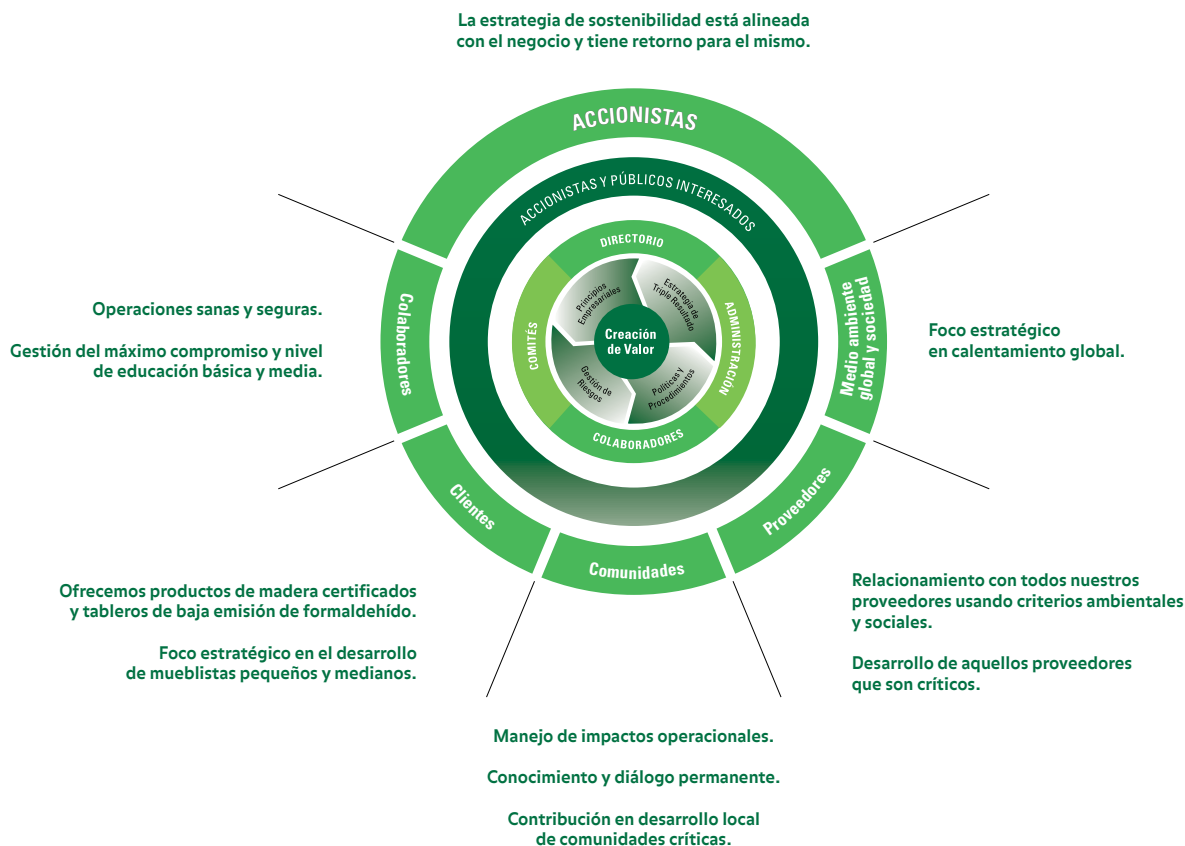 La estrategia de sostenibilidad está alineada
con el negocio y tiene retorno para el mismo.
ACCIONISTAS
ACCIONISTAS Y PÚBLICOS INTERESADOS
DIRECTORIO
Principios
Empresariales
Estrategia de
Triple Resultado
COMITÉS
Creación
de Valor
ADMINISTRACIÓN
Gestión de
Riesgos
Políticas y
Procedimientos
COLABORADORES
Colaboradores
Operaciones sanas y seguras.
Gestión del máximo compromiso y nivel
de educación básica y media.
Medio ambiente
global y sociedad
Foco estratégico
en calentamiento global.
Clientes
Ofrecemos productos de madera certificados
y tableros de baja emisión de formaldehído.
Foco estratégico en el desarrollo
de mueblistas pequeños y medianos.
Comunidades
Manejo de impactos operacionales.
Conocimiento y diálogo permanente.
Contribución en desarrollo local
de comunidades críticas.
Proveedores
Relacionamiento con todos nuestros
proveedores usando criterios ambientales
y sociales.
Desarrollo de aquellos proveedores
que son críticos.